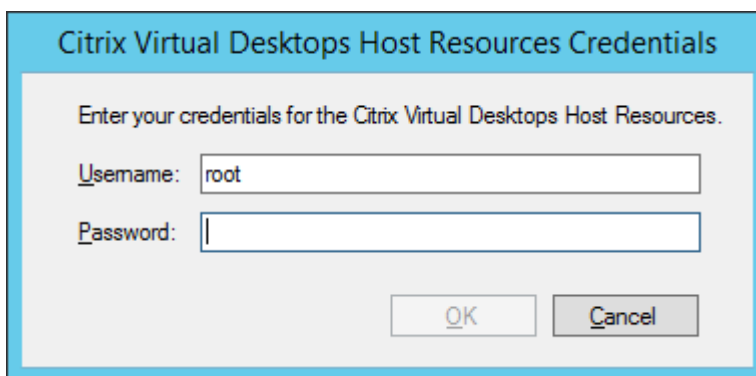 Citrix Virtual Desktops Host Resources Credentials
Enter your credentials for the Citrix Virtual Desktops Host Resources.
Username: root
Password:
OK Cancel